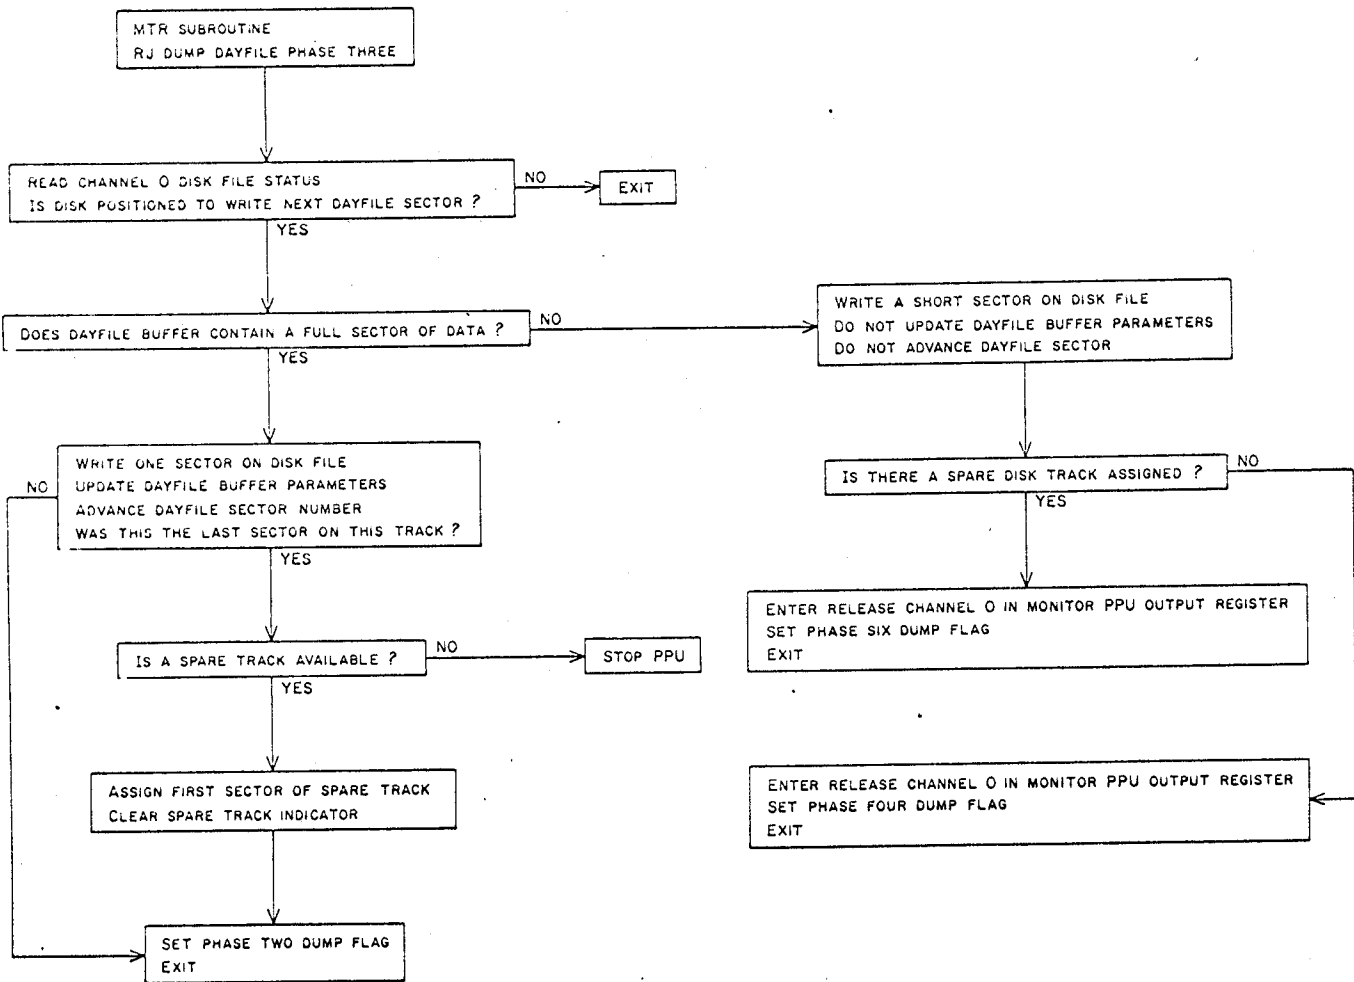 MTR SUBROUTINE
RJ DUMP DAYFILE PHASE THREE
READ CHANNEL 0 DISK FILE STATUS
IS DISK POSITIONED TO WRITE NEXT DAYFILE SECTOR ?
NO
EXIT
YES
DOES DAYFILE BUFFER CONTAIN A FULL SECTOR OF DATA ?
NO
YES
WRITE A SHORT SECTOR ON DISK FILE
DO NOT UPDATE DAYFILE BUFFER PARAMETERS
DO NOT ADVANCE DAYFILE SECTOR
WRITE ONE SECTOR ON DISK FILE
UPDATE DAYFILE BUFFER PARAMETERS
ADVANCE DAYFILE SECTOR NUMBER
WAS THIS THE LAST SECTOR ON THIS TRACK ?
NO
YES
IS THERE A SPARE DISK TRACK ASSIGNED ?
NO
YES
ENTER RELEASE CHANNEL 0 IN MONITOR PPU OUTPUT REGISTER
SET PHASE SIX DUMP FLAG
EXIT
IS A SPARE TRACK AVAILABLE ?
NO
STOP PPU
YES
ASSIGN FIRST SECTOR OF SPARE TRACK
CLEAR SPARE TRACK INDICATOR
ENTER RELEASE CHANNEL 0 IN MONITOR PPU OUTPUT REGISTER
SET PHASE FOUR DUMP FLAG
EXIT
SET PHASE TWO DUMP FLAG
EXIT